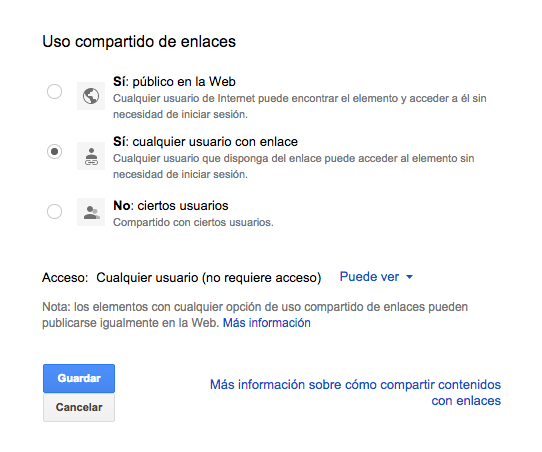 Uso compartido de enlaces
Sí: público en la Web
Cualquier usuario de Internet puede encontrar el elemento y acceder a él sin
necesidad de iniciar sesión.
Sí: cualquier usuario con enlace
Cualquier usuario que disponga del enlace puede acceder al elemento sin
necesidad de iniciar sesión.
No: ciertos usuarios
Compartido con ciertos usuarios.
Acceso: Cualquier usuario (no requiere acceso) Puede ver
Nota: los elementos con cualquier opción de uso compartido de enlaces pueden
publicarse igualmente en la Web. Más información
Guardar
Cancelar
Más información sobre cómo compartir contenidos
con enlaces